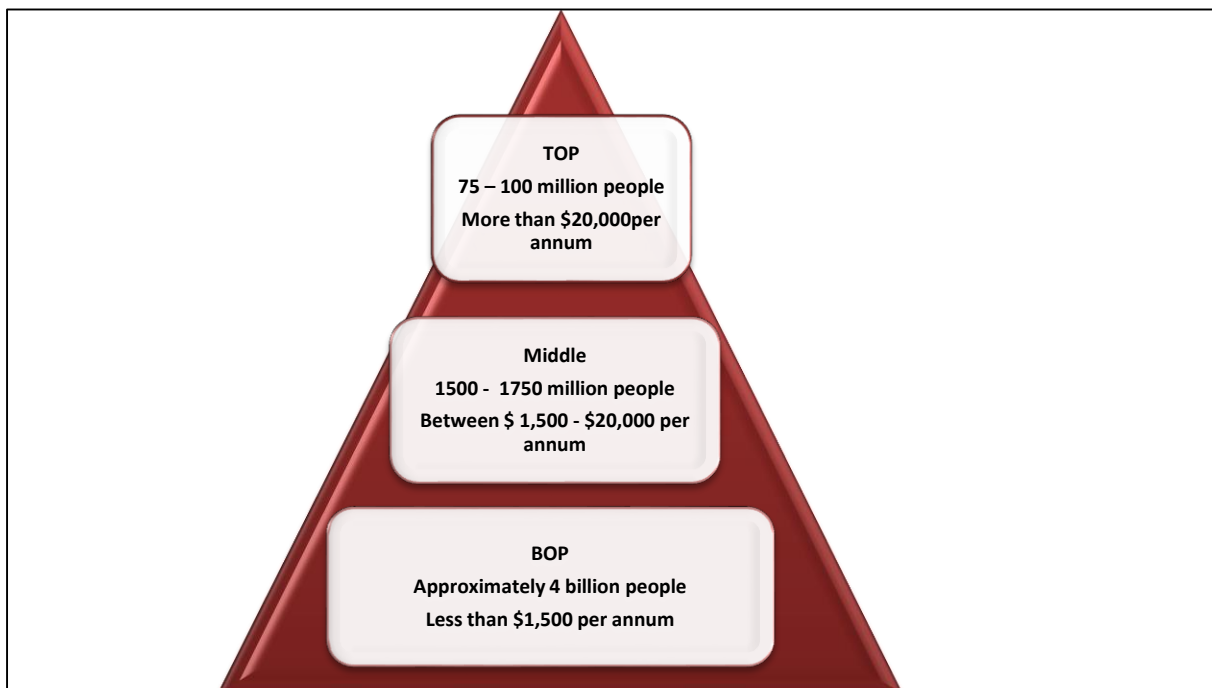 TOP
75 – 100 million people
More than $20,000per
annum
Middle
1500 -  1750 million people
Between $ 1,500 - $20,000 per
annum
BOP
Approximately 4 billion people
Less than $1,500 per annum